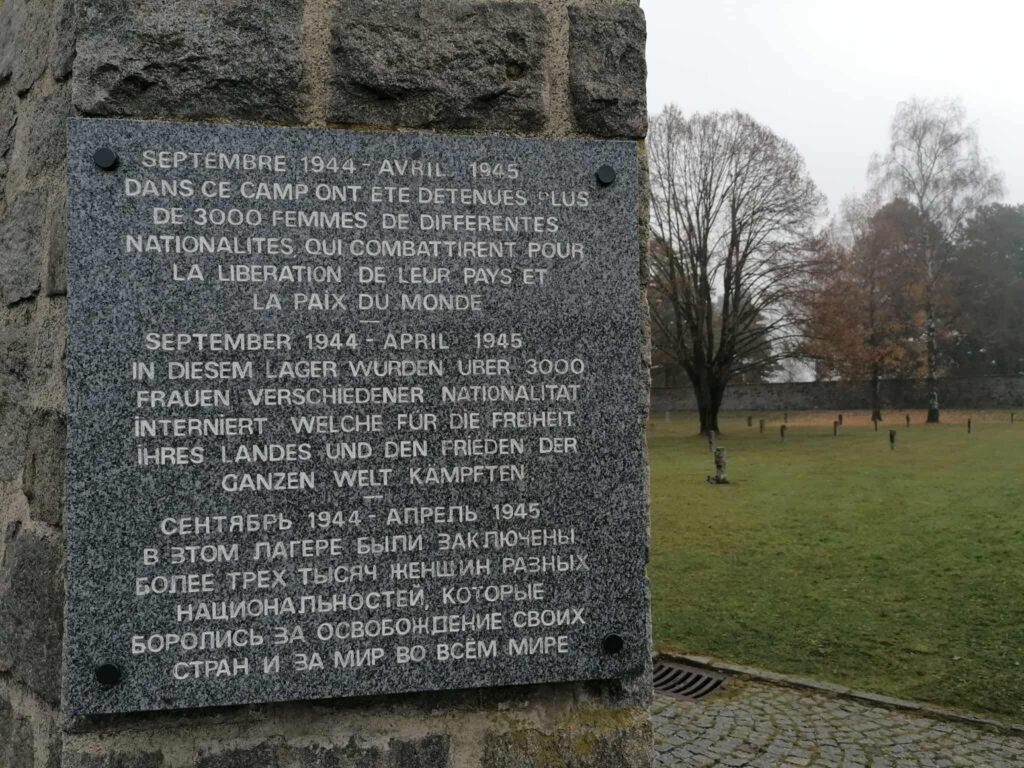 SEPTEMBRE 1944 - AVRIL 1945
DANS CE CAMP ONT ETE DETENUES PLUS
DE 3000 FEMMES DE DIFFERENTES
NATIONALITES QUI COMBATTIRENT POUR
LA LIBERATION DE LEUR PAYS ET
LA PAIX DU MONDE
—
SEPTEMBER 1944 - APRIL 1945
IN DIESEM LAGER WURDEN UBER 3000
FRAUEN VERSCHIEDENER NATIONALITAT
INTERNIERT WELCHE FÜR DIE FREIHEIT
IHRES LANDES UND DEN FRIEDEN DER
GANZEN WELT KÄMPFTEN
—
СЕНТЯБРЬ 1944 - АПРЕЛЬ 1945
В ЭТОМ ЛАГЕРЕ БЫЛИ ЗАКЛЮЧЕНЫ
БОЛЕЕ ТРЕХ ТЫСЯЧ ЖЕНЩИН РАЗНЫХ
НАЦИОНАЛЬНОСТЕЙ, КОТОРЫЕ
БОРОЛИСЬ ЗА ОСВОБОЖДЕНИЕ СВОИХ
СТРАН И ЗА МИР ВО ВСЁМ МИРЕ